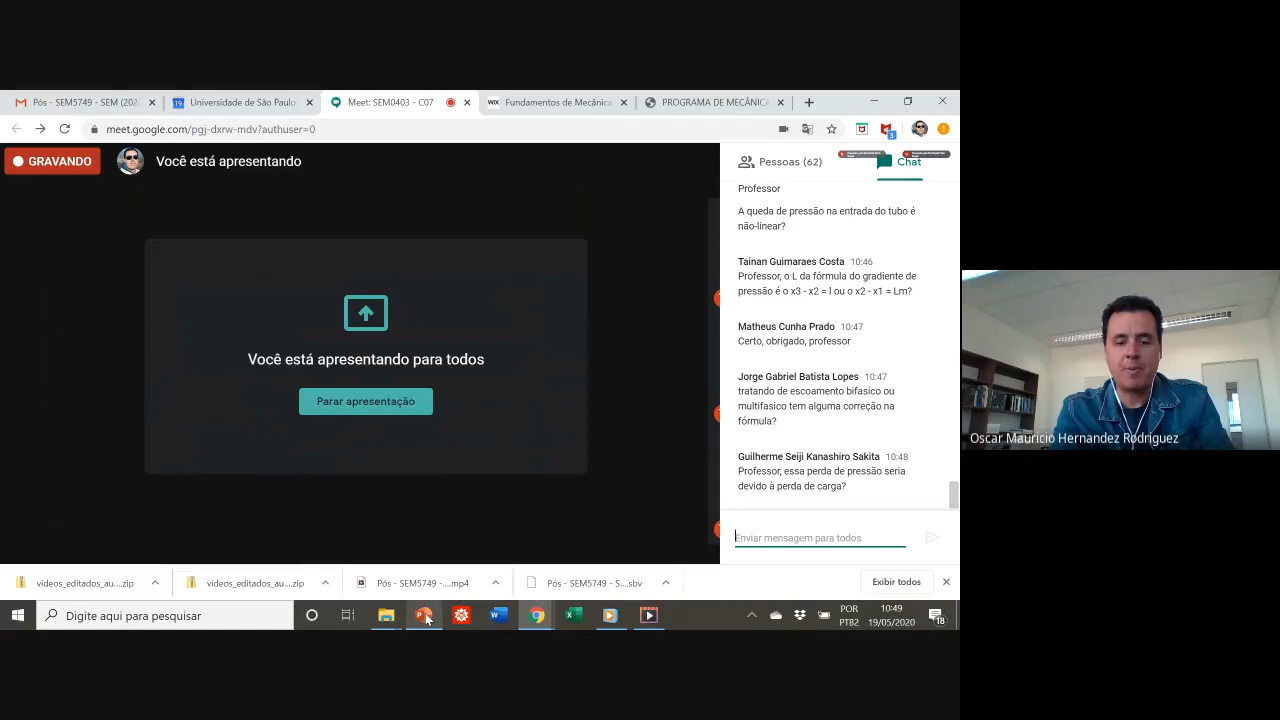 Pós - SEM5749 - SEM (202
Universidade de São Paulo
Meet: SEM0403 - C07
WIX
Fundamentos de Mecânica
PROGRAMA DE MECÂNICA
meet.google.com/pgj-dxrw-mdv?authuser=0
3
GRAVANDO
Você está apresentando
Pessoas (62)
Chat
Você está apresentando para todos
Parar apresentação
Professor
A queda de pressão na entrada do tubo é
não-linear?
Tainan Guimaraes Costa 10:46
Professor, o L da fórmula do gradiente de
pressão é o x3 - x2 = l ou o x2 - x1 = Lm?
Matheus Cunha Prado 10:47
Certo, obrigado, professor
Jorge Gabriel Batista Lopes 10:47
tratando de escoamento bifasico ou
multifasico tem alguma correção na
fórmula?
Guilherme Seiji Kanashiro Sakita 10:48
Professor, essa perda de pressão seria
devido à perda de carga?
Enviar mensagem para todos
Oscar Mauricio Hernandez Rodriguez
videos_editados_au....zip
videos_editados_au....zip
Pós - SEM5749 -....mp4
Pós - SEM5749 - S....sbv
Exibir todos
Digite aqui para pesquisar
POR
PTB2
10:49
19/05/2020
18